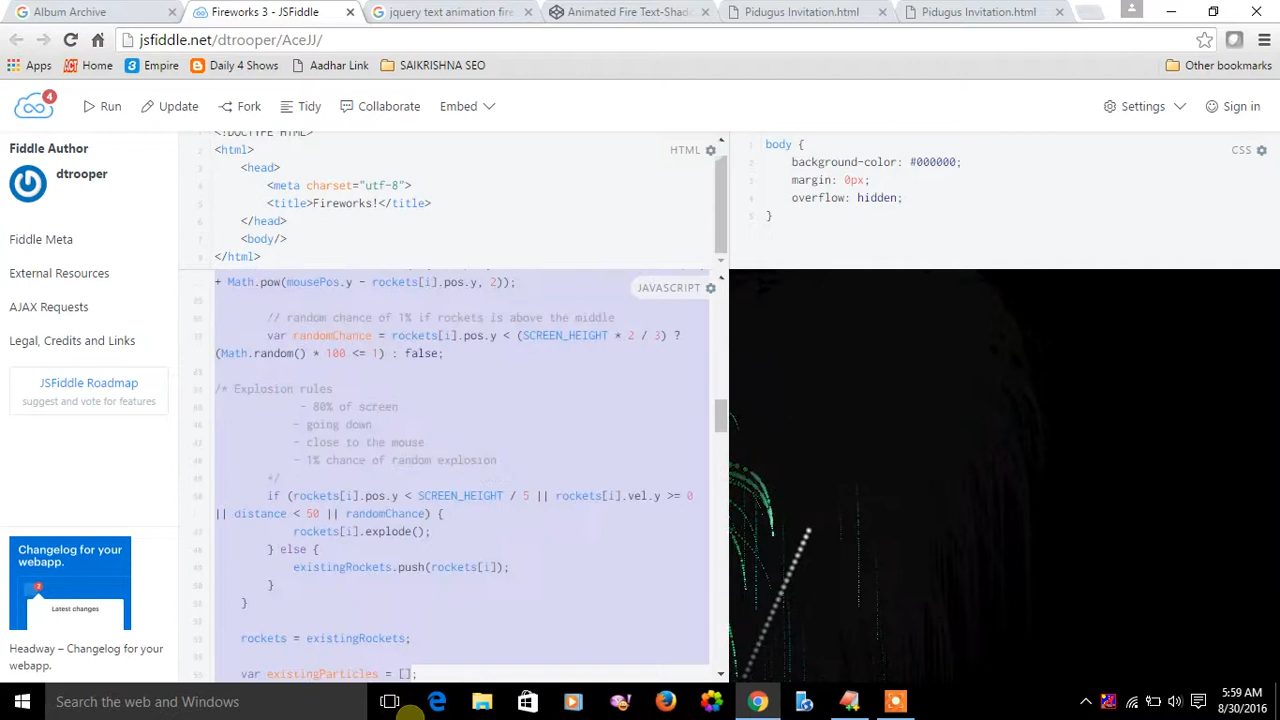 Album Archive
Fireworks 3 - JSFiddle
jquery text animation fire
Animated Fire Text-Shad
Pidugus Invitation.html
Pidugus Invitation.html
jsfiddle.net/dtrooper/AceJJ/
Apps
Home
Empire
Daily 4 Shows
Aadhar Link
SAIKRISHNA SEO
Other bookmarks
4
Run
Update
Fork
Tidy
Collaborate
Embed
Settings
Sign in
Fiddle Author
dtrooper
Fiddle Meta
External Resources
AJAX Requests
Legal, Credits and Links
JSFiddle Roadmap
suggest and vote for features
Changelog for your
webapp.
Latest changes
Headway – Changelog for your
webapp.
<!DOCTYPE HTML>
<html>
<head>
<meta charset="utf-8">
<title>Fireworks!</title>
</head>
<body/>
</html>
HTML
body {
background-color: #000000;
margin: 0px;
overflow: hidden;
}
CSS
+ Math.pow(mousePos.y - rockets[i].pos.y, 2));
JAVASCRIPT
// random chance of 1% if rockets is above the middle
var randomChance = rockets[i].pos.y < (SCREEN_HEIGHT * 2 / 3) ?
(Math.random() * 100 <= 1) : false;
/* Explosion rules
- 80% of screen
- going down
- close to the mouse
- 1% chance of random explosion
*/
if (rockets[i].pos.y < SCREEN_HEIGHT / 5 || rockets[i].vel.y >= 0
|| distance < 50 || randomChance) {
rockets[i].explode();
} else {
existingRockets.push(rockets[i]);
}
}
rockets = existingRockets;
var existingParticles = [];
Search the web and Windows
5:59 AM
8/30/2016